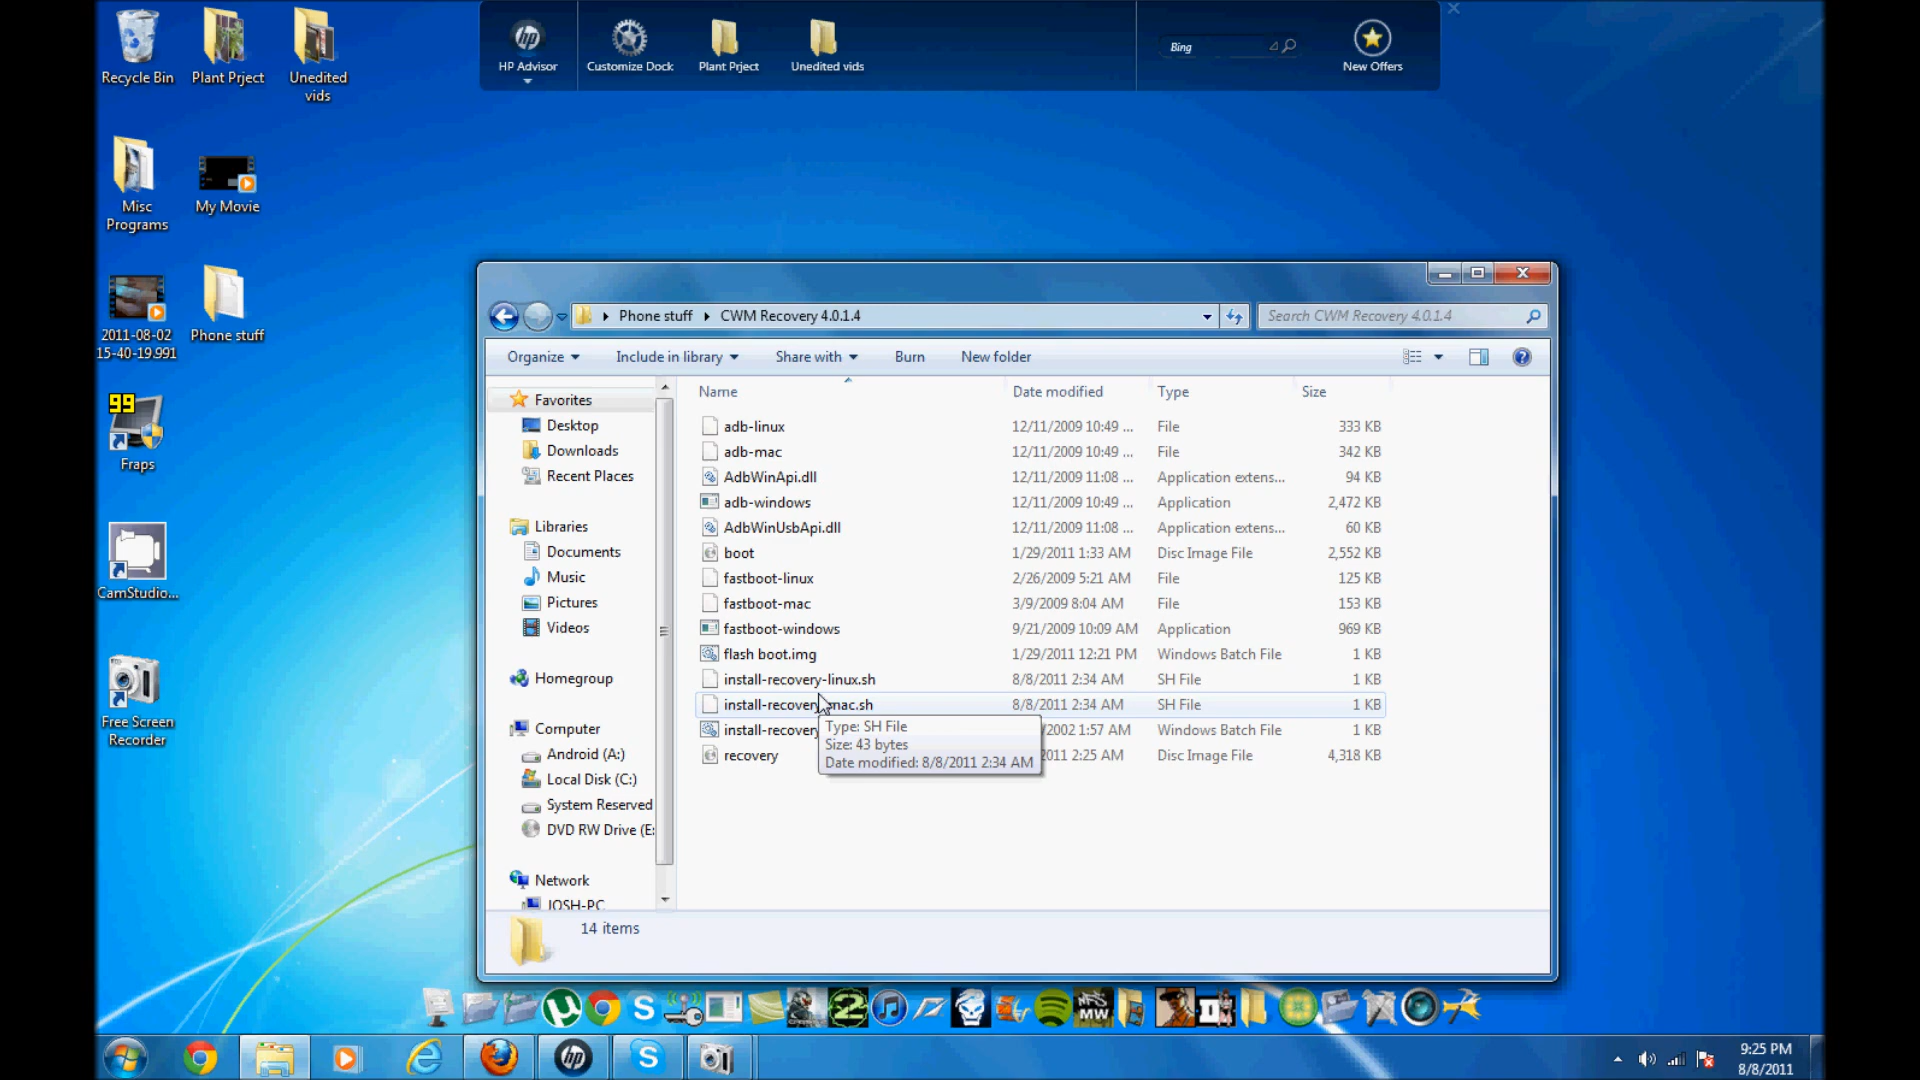 Recycle Bin
Plant Prject
Unedited
vids
Misc
Programs
My Movie
2011-08-02
15-40-19.991
Phone stuff
99
Fraps
CamStudio...
Free Screen
Recorder
HP Advisor
Customize Dock
Plant Prject
Unedited vids
Bing
New Offers
Phone stuff
CWM Recovery 4.0.1.4
Search CWM Recovery 4.0.1.4
Organize
Include in library
Share with
Burn
New folder
Favorites
Desktop
Downloads
Recent Places
Libraries
Documents
Music
Pictures
Videos
Homegroup
Computer
Android (A:)
Local Disk (C:)
System Reserved
DVD RW Drive (E:
Network
JOSH-PC
Name Date modified Type Size
adb-linux 12/11/2009 10:49 ... File 333 KB
adb-mac 12/11/2009 10:49 ... File 342 KB
AdbWinApi.dll 12/11/2009 11:08 ... Application extens... 94 KB
adb-windows 12/11/2009 10:49 ... Application 2,472 KB
AdbWinUsbApi.dll 12/11/2009 11:08 ... Application extens... 60 KB
boot 1/29/2011 1:33 AM Disc Image File 2,552 KB
fastboot-linux 2/26/2009 5:21 AM File 125 KB
fastboot-mac 3/9/2009 8:04 AM File 153 KB
fastboot-windows 9/21/2009 10:09 AM Application 969 KB
flash boot.img 1/29/2011 12:21 PM Windows Batch File 1 KB
install-recovery-linux.sh 8/8/2011 2:34 AM SH File 1 KB
install-recovery-mac.sh 8/8/2011 2:34 AM SH File 1 KB
install-recovery /2002 1:57 AM Windows Batch File 1 KB
recovery 011 2:25 AM Disc Image File 4,318 KB
Type: SH File
Size: 43 bytes
Date modified: 8/8/2011 2:34 AM
14 items
NFS
MW
9:25 PM
8/8/2011